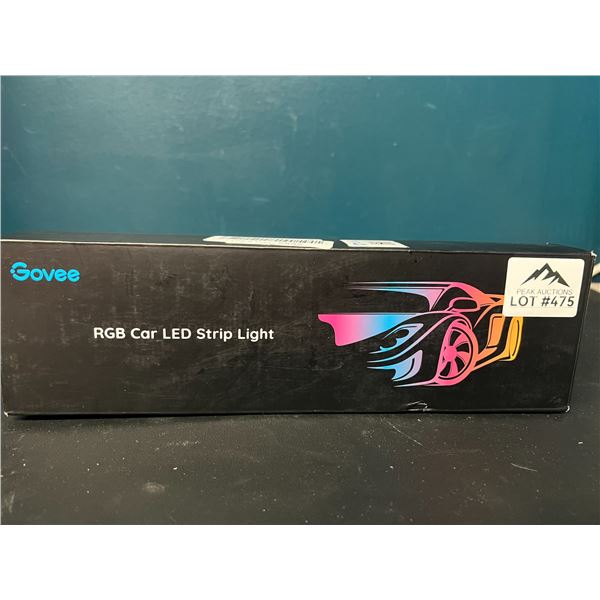 Govee
RGB Car LED Strip Light
PEAK AUCTIONS
LOT #475